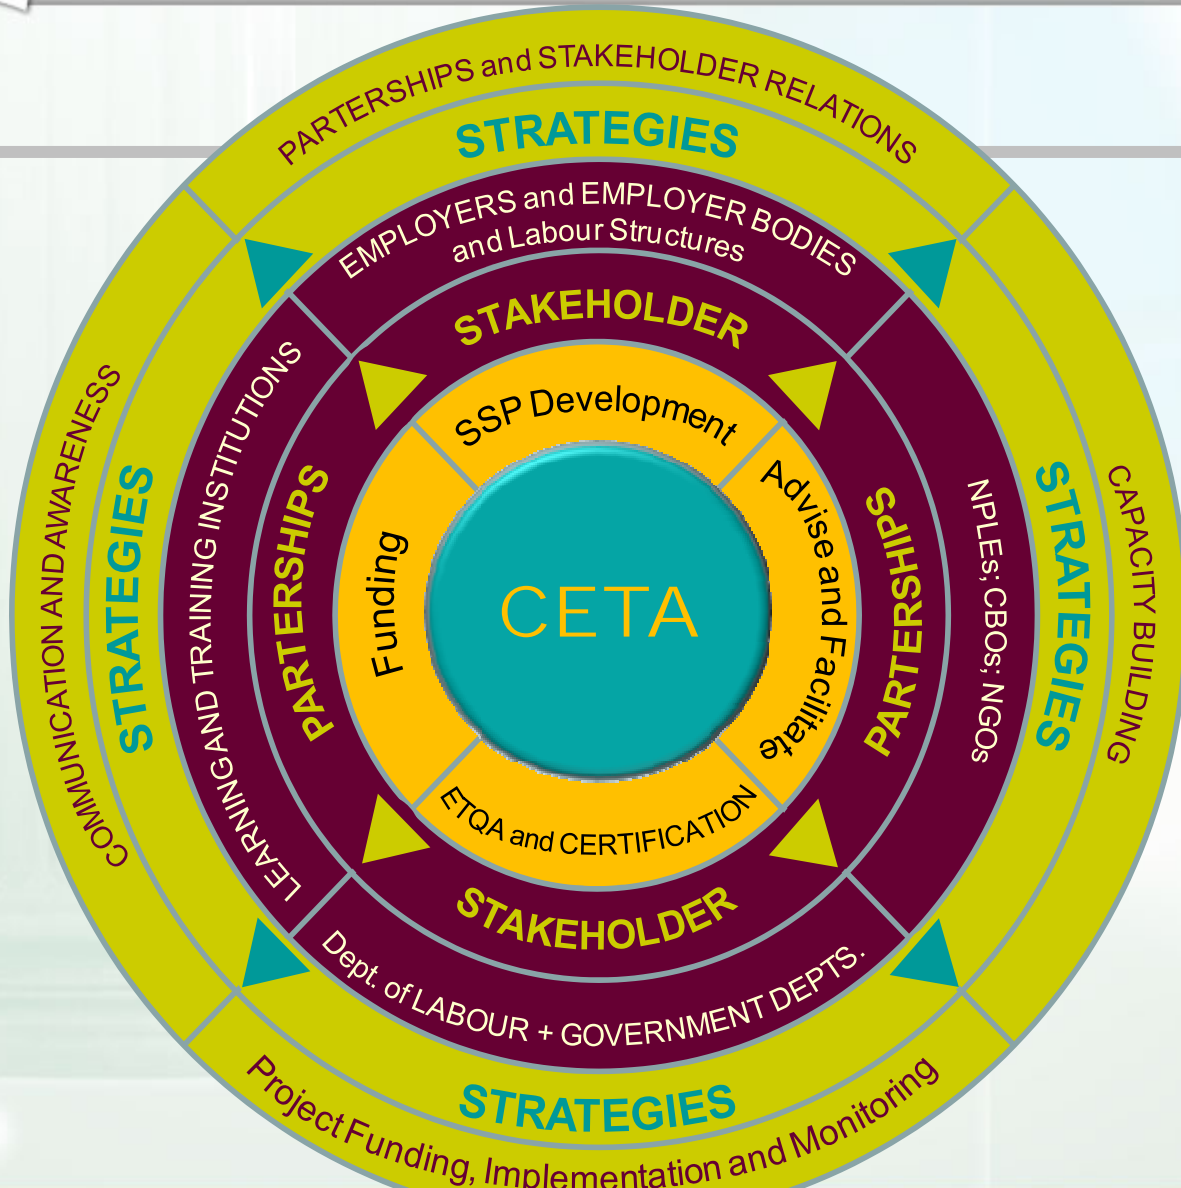 PARTERSHIPS and STAKEHOLDER RELATIONS
STRATEGIES
EMPLOYERS and EMPLOYER BODIES
and Labour Structures
STAKEHOLDER
SSP Development
COMMUNICATION AND AWARENESS
STRATEGIES
LEARNING AND TRAINING INSTITUTIONS
PARTERSHIPS
Funding
CETA
Advise and Facilitate
PARTERSHIPS
NPLEs; CBOs; NGOs
STRATEGIES
CAPACITY BUILDING
ETQA and CERTIFICATION
STAKEHOLDER
Dept. of LABOUR + GOVERNMENT DEPTS.
STRATEGIES
Project Funding, Implementation and Monitoring